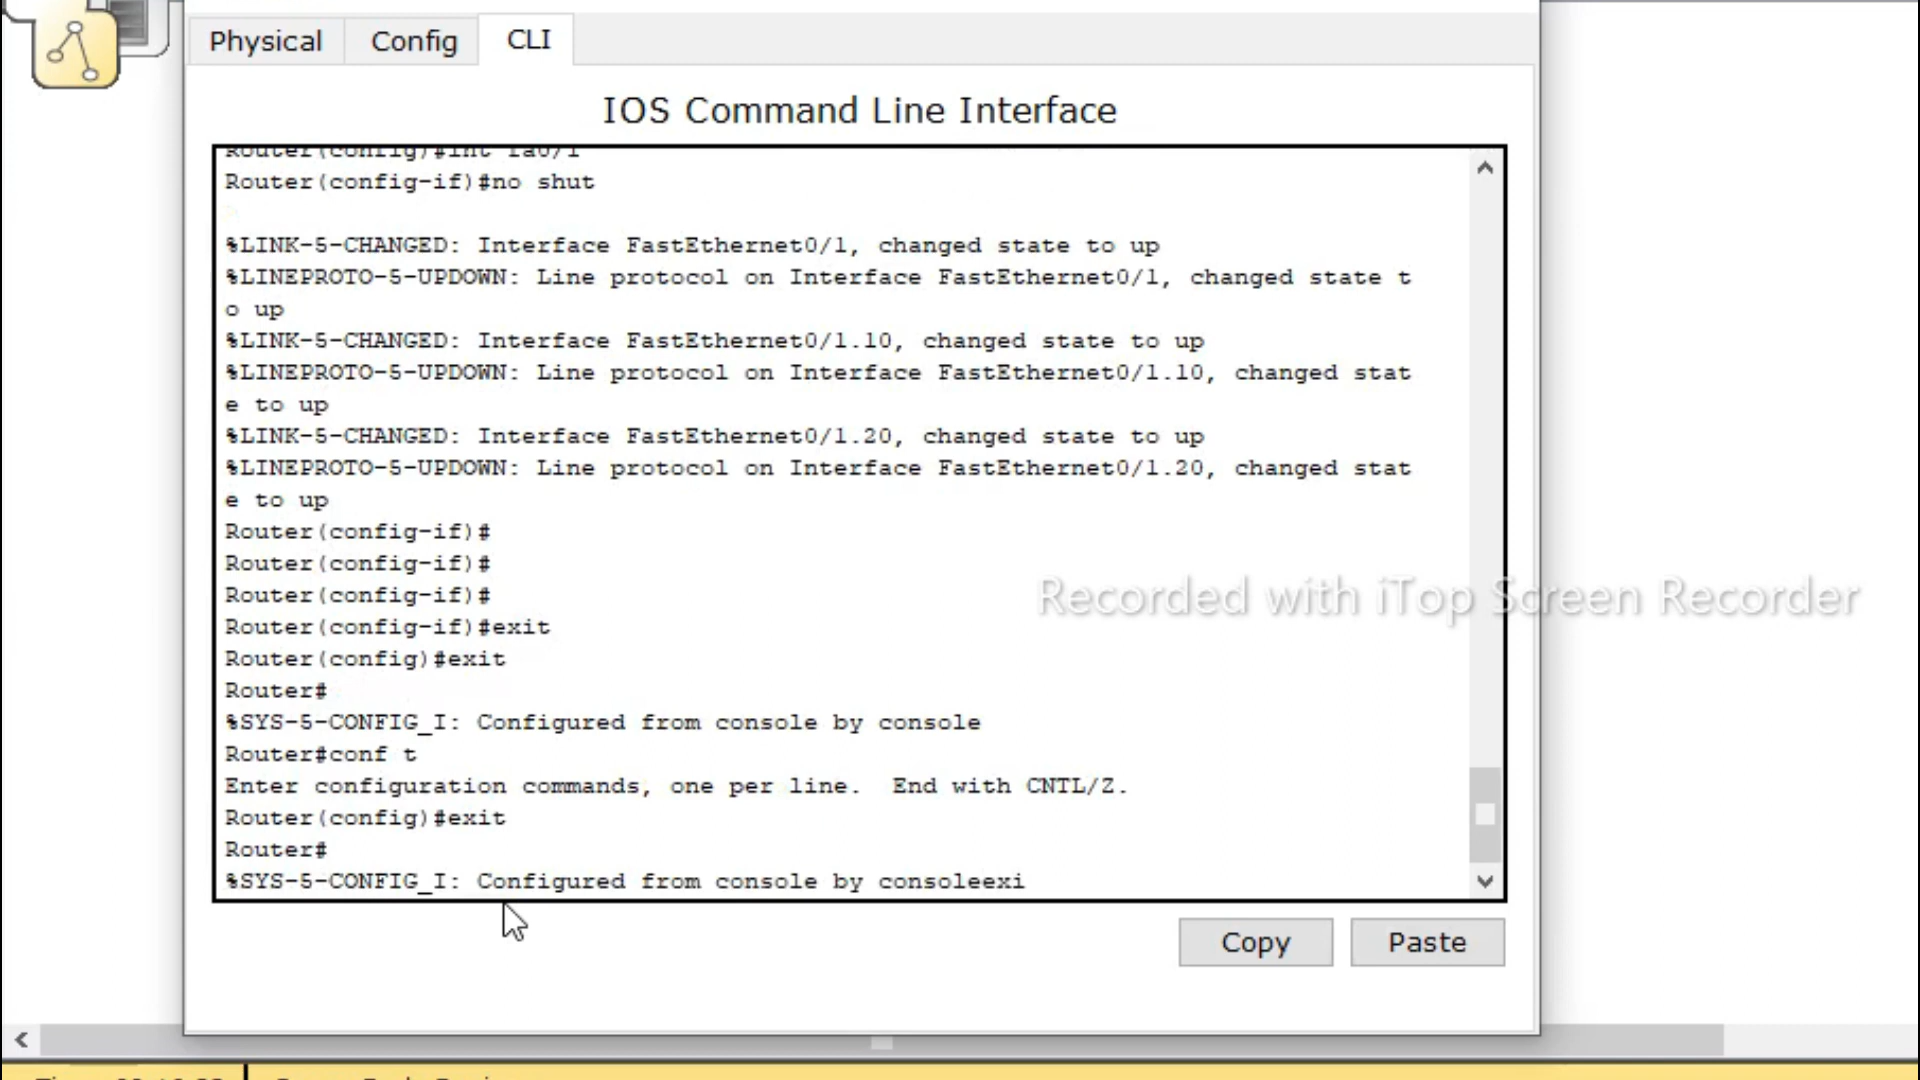 Physical
Config
CLI
IOS Command Line Interface
Router(config)#int fa0/1
Router(config-if)#no shut
%LINK-5-CHANGED: Interface FastEthernet0/1, changed state to up
%LINEPROTO-5-UPDOWN: Line protocol on Interface FastEthernet0/1, changed state t
o up
%LINK-5-CHANGED: Interface FastEthernet0/1.10, changed state to up
%LINEPROTO-5-UPDOWN: Line protocol on Interface FastEthernet0/1.10, changed stat
e to up
%LINK-5-CHANGED: Interface FastEthernet0/1.20, changed state to up
%LINEPROTO-5-UPDOWN: Line protocol on Interface FastEthernet0/1.20, changed stat
e to up
Router(config-if)#
Router(config-if)#
Router(config-if)#
Recorded with iTop Screen Recorder
Router(config-if)#exit
Router(config)#exit
Router#
%SYS-5-CONFIG_I: Configured from console by console
Router#conf t
Enter configuration commands, one per line.  End with CNTL/Z.
Router(config)#exit
Router#
%SYS-5-CONFIG_I: Configured from console by consoleexi
Copy
Paste